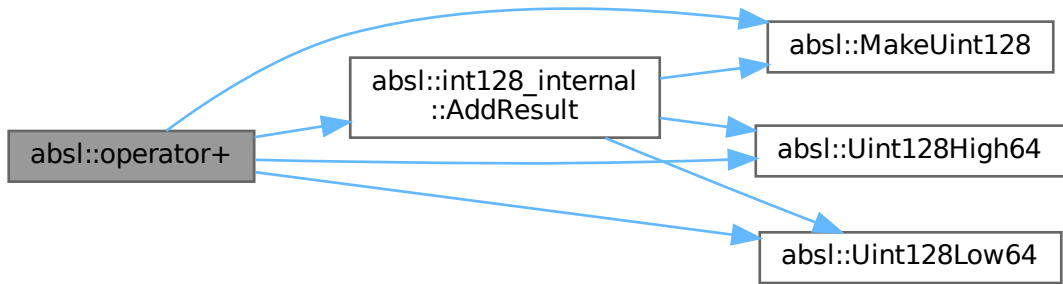 absl::operator+
absl::int128_internal
::AddResult
absl::MakeUint128
absl::Uint128High64
absl::Uint128Low64